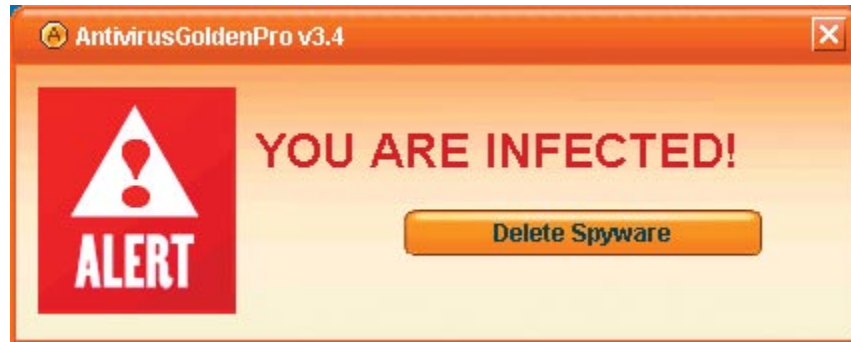 AntivirusGoldenPro v3.4
YOU ARE INFECTED!
ALERT
Delete Spyware